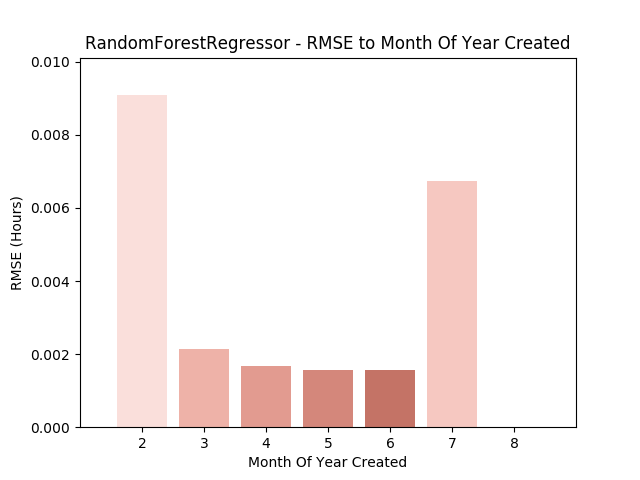 RandomForestRegressor - RMSE to Month Of Year Created
0.010
0.008
0.006
0.004
0.002
0.000
RMSE (Hours)
2 3 4 5 6 7 8
Month Of Year Created